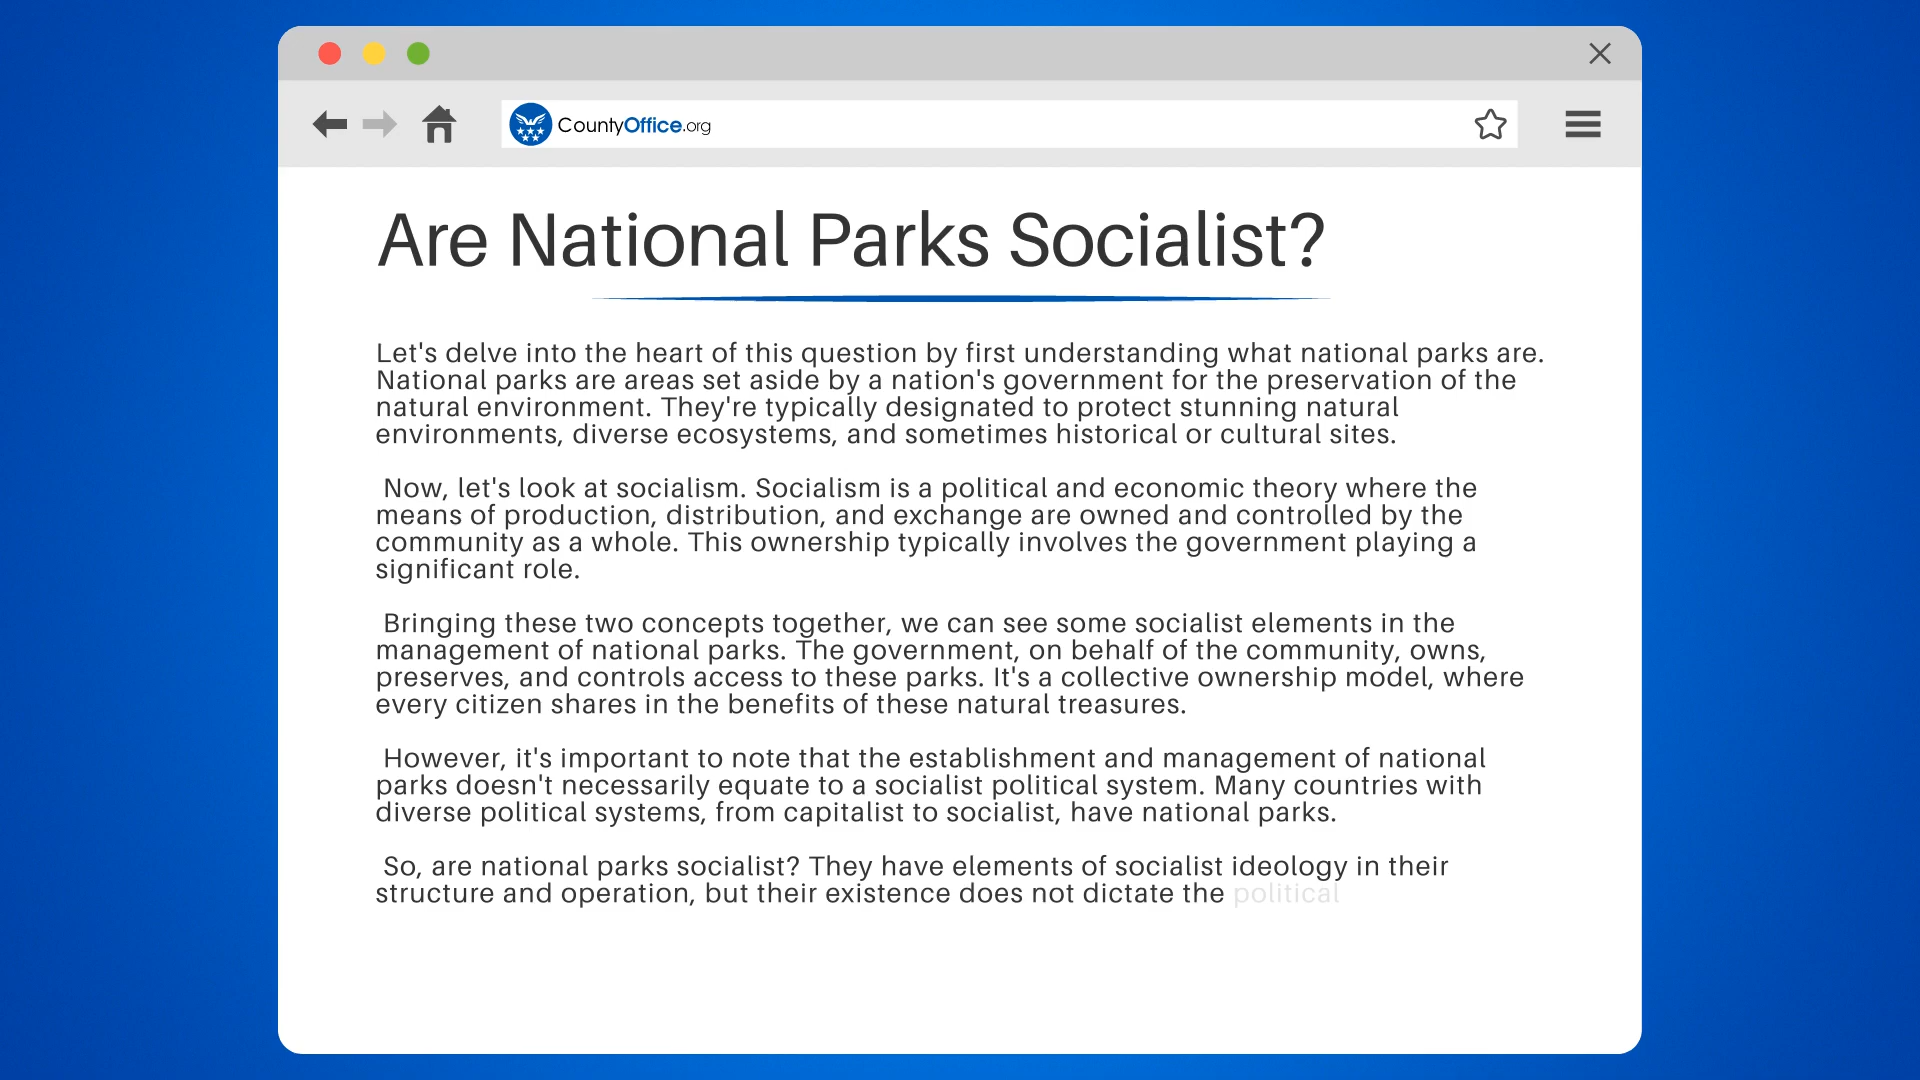 CountyOffice.org
Are National Parks Socialist?
Let's delve into the heart of this question by first understanding what national parks are.
National parks are areas set aside by a nation's government for the preservation of the
natural environment. They're typically designated to protect stunning natural
environments, diverse ecosystems, and sometimes historical or cultural sites.
Now, let's look at socialism. Socialism is a political and economic theory where the
means of production, distribution, and exchange are owned and controlled by the
community as a whole. This ownership typically involves the government playing a
significant role.
Bringing these two concepts together, we can see some socialist elements in the
management of national parks. The government, on behalf of the community, owns,
preserves, and controls access to these parks. It's a collective ownership model, where
every citizen shares in the benefits of these natural treasures.
However, it's important to note that the establishment and management of national
parks doesn't necessarily equate to a socialist political system. Many countries with
diverse political systems, from capitalist to socialist, have national parks.
So, are national parks socialist? They have elements of socialist ideology in their
structure and operation, but their existence does not dictate the political